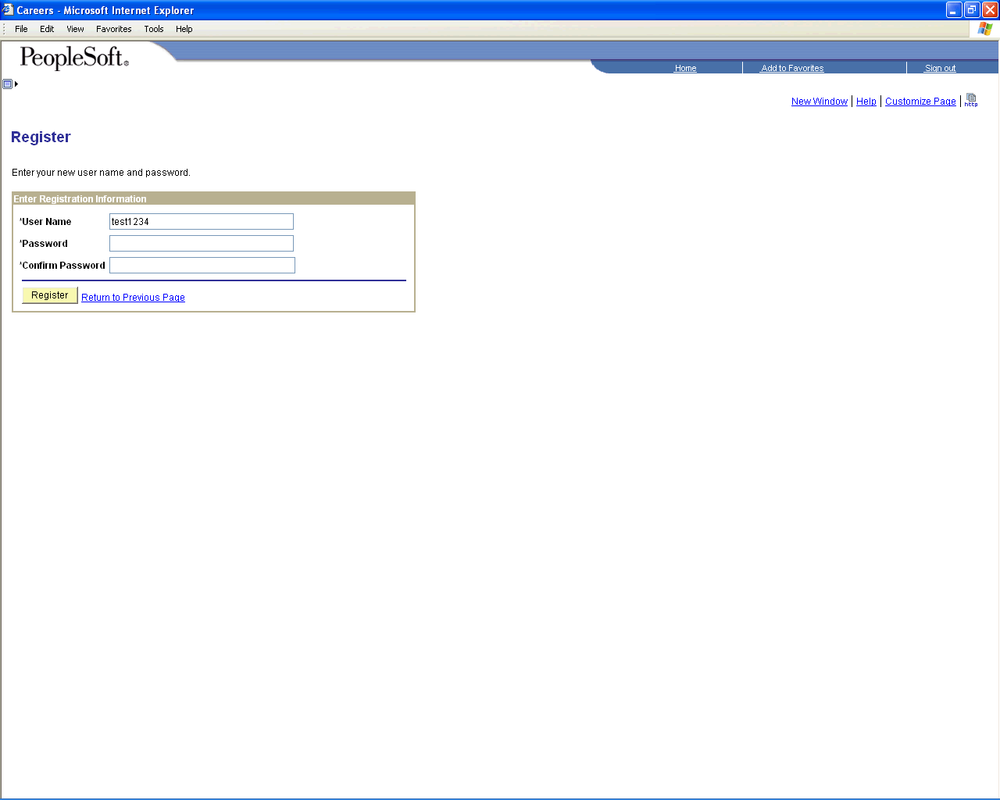 Careers - Microsoft Internet Explorer
File Edit View Favorites Tools Help
PeopleSoft®
Home Add to Favorites Sign out
New Window | Help | Customize Page | http
Register
Enter your new user name and password.
Enter Registration Information
*User Name test1234
*Password
*Confirm Password
Register Return to Previous Page